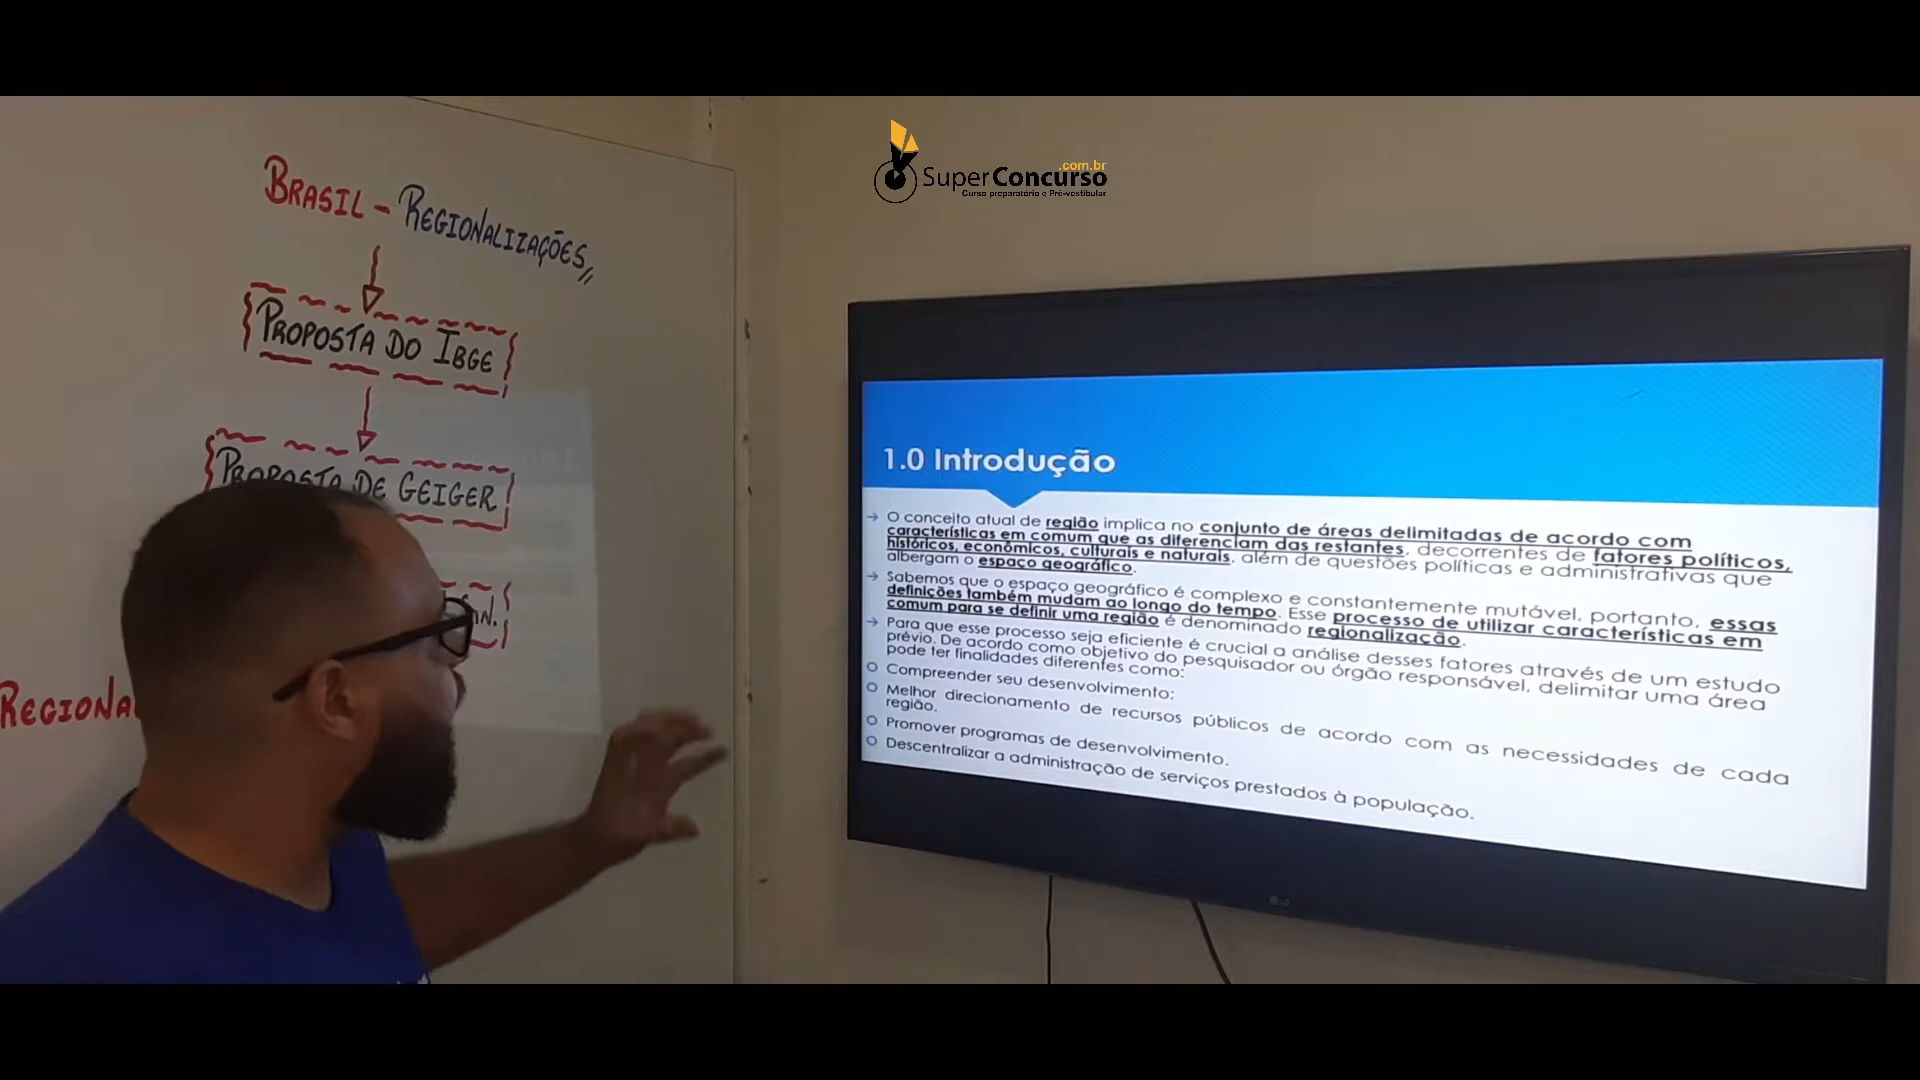 BRASIL - REGIONALIZAÇÕES
PROPOSTA DO IBGE
PROPOSTA DE GEIGER
REGIONA
.com.br
SuperConcurso
Curso preparatório e Pré-vestibular
1.0 Introdução
O conceito atual de região implica no conjunto de áreas delimitadas de acordo com
características em comum que as diferenciam das restantes, decorrentes de fatores políticos,
históricos, econômicos, culturais e naturais, além de questões políticas e administrativas que
albergam o espaço geográfico.
Sabemos que o espaço geográfico é complexo e constantemente mutável, portanto, essas
definições também mudam ao longo do tempo. Esse processo de utilizar características em
comum para se definir uma região é denominado regionalização.
Para que esse processo seja eficiente é crucial a análise desses fatores através de um estudo
prévio. De acordo como objetivo do pesquisador ou órgão responsável, delimitar uma área
pode ter finalidades diferentes como:
Compreender seu desenvolvimento;
Melhor direcionamento de recursos públicos de acordo com as necessidades de cada
região.
Promover programas de desenvolvimento.
Descentralizar a administração de serviços prestados à população.
LG